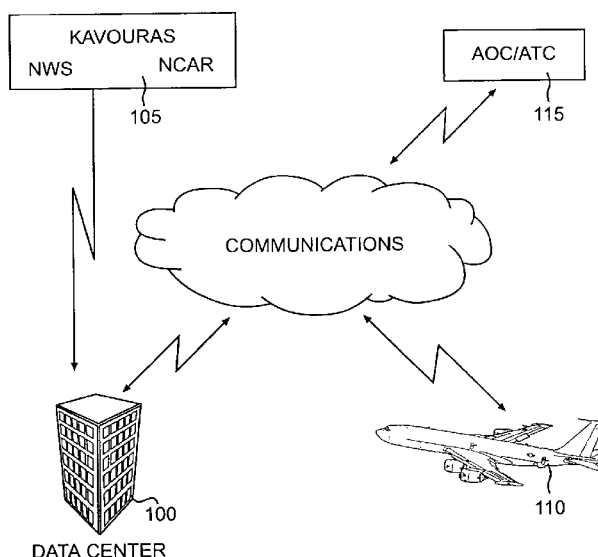 KAVOURAS
NWS NCAR
105
AOC/ATC
115
COMMUNICATIONS
100
110
DATA CENTER